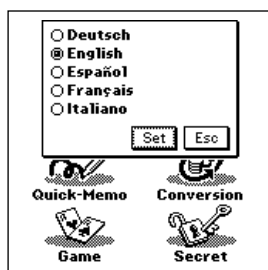 Deutsch
English
Español
Français
Italiano
Set Esc
Quick-Memo Conversion
Game Secret